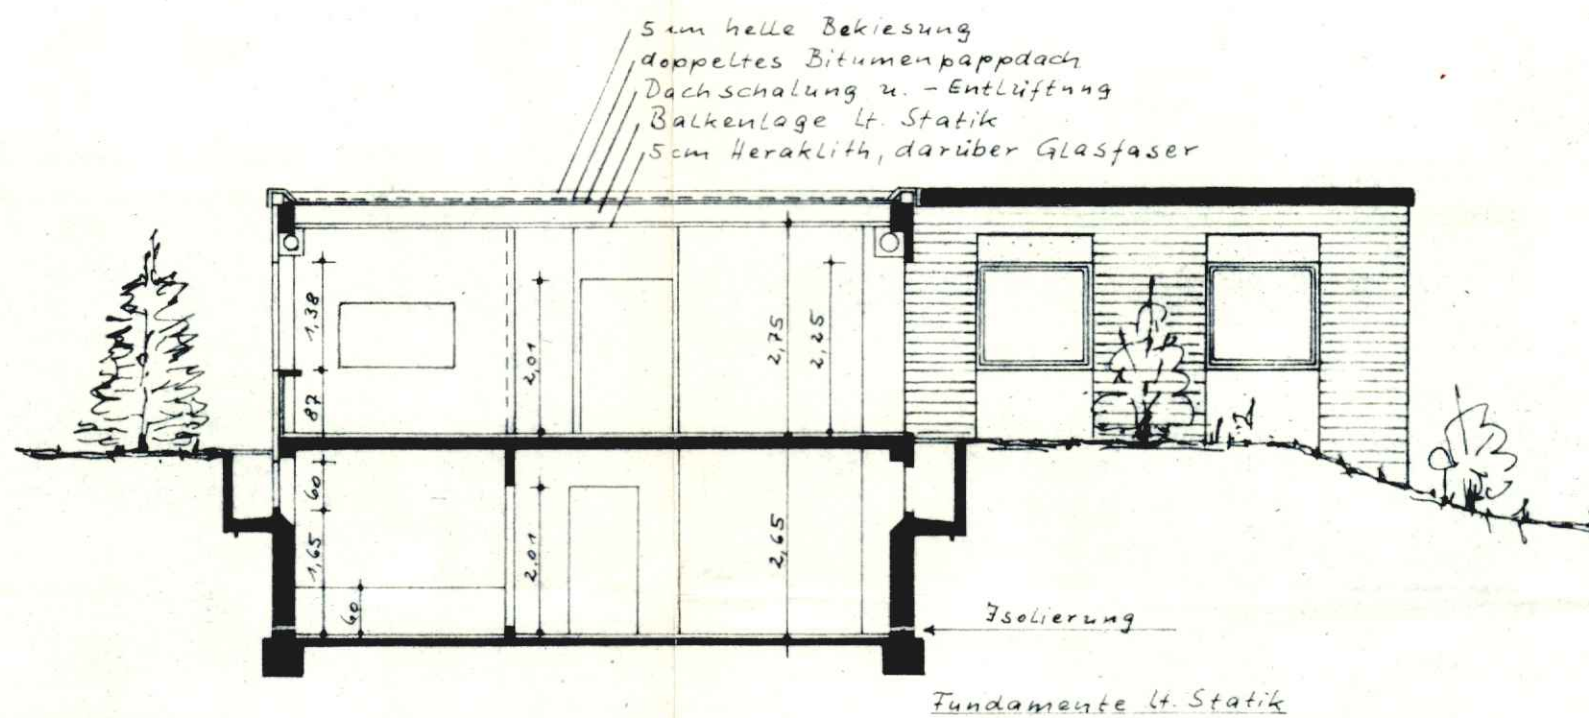 5 cm helle Bekiesung
doppeltes Bitumenpappdach
Dachschalung u. - Entlüftung
Balkenlage lt. Statik
5 cm Heraklith, darüber Glasfaser
1,38
87
2,01
2,75
2,25
60
1,65
60
2,01
2,65
Isolierung
Fundamente lt. Statik